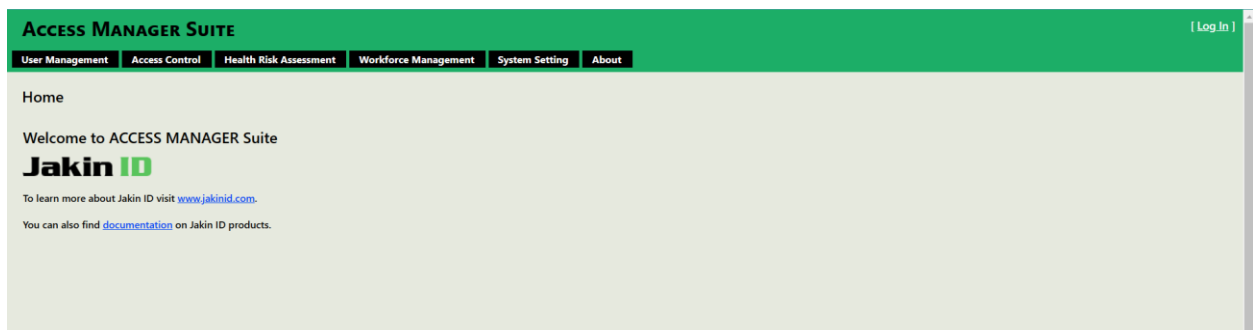 ACCESS MANAGER SUITE
[ Log In ]
User Management Access Control Health Risk Assessment Workforce Management System Setting About
Home
Welcome to ACCESS MANAGER Suite
Jakin ID
To learn more about Jakin ID visit www.jakinid.com.
You can also find documentation on Jakin ID products.